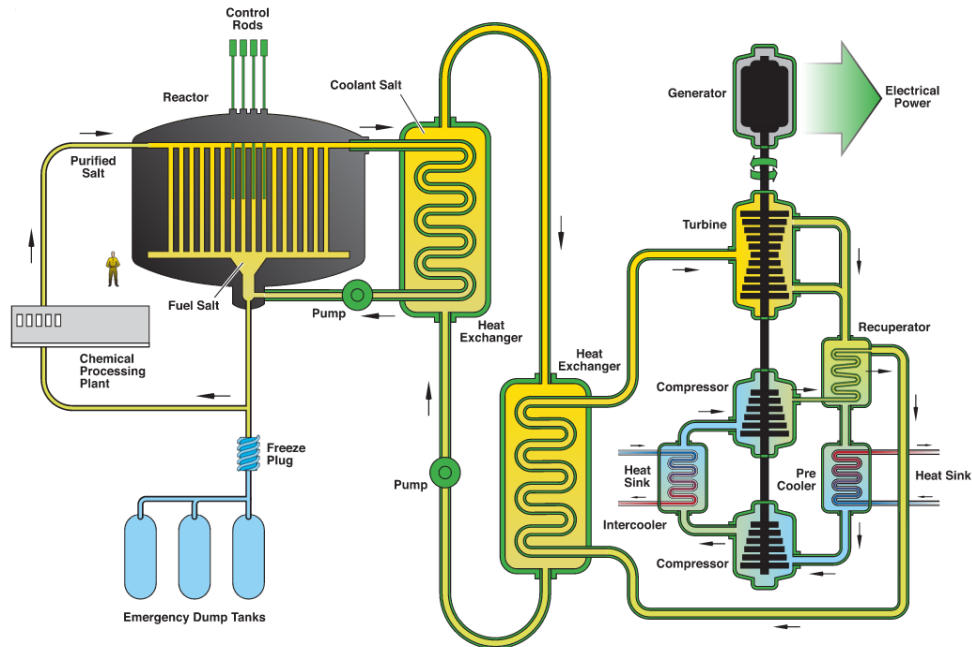 Control
Rods
Reactor
Coolant Salt
Generator
Electrical
Power
Purified
Salt
Turbine
Fuel Salt
Pump
Heat
Exchanger
Chemical
Processing
Plant
Heat
Exchanger
Recuperator
Compressor
Freeze
Plug
Pump
Heat
Sink
Pre
Cooler
Heat Sink
Intercooler
Compressor
Emergency Dump Tanks